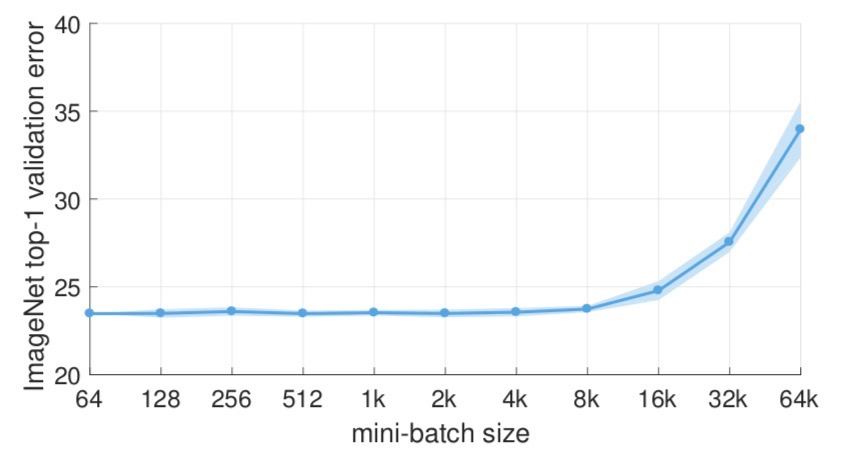 ImageNet top-1 validation error
40
35
30
25
20
64 128 256 512 1k 2k 4k 8k 16k 32k 64k
mini-batch size